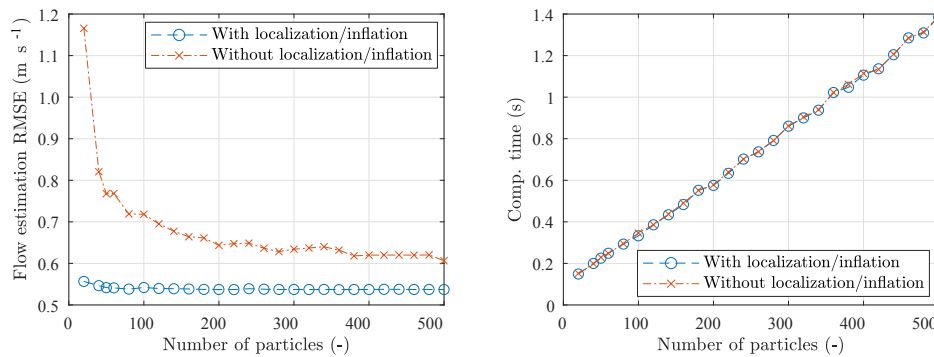 Flow estimation RMSE (m s -1)
1.2
1.1
1.0
0.9
0.8
0.7
0.6
0.5
With localization/inflation
Without localization/inflation
0 100 200 300 400 500
Number of particles (-)
Comp. time (s)
1.4
1.2
1
0.8
0.6
0.4
0.2
0
With localization/inflation
Without localization/inflation
0 100 200 300 400 500
Number of particles (-)